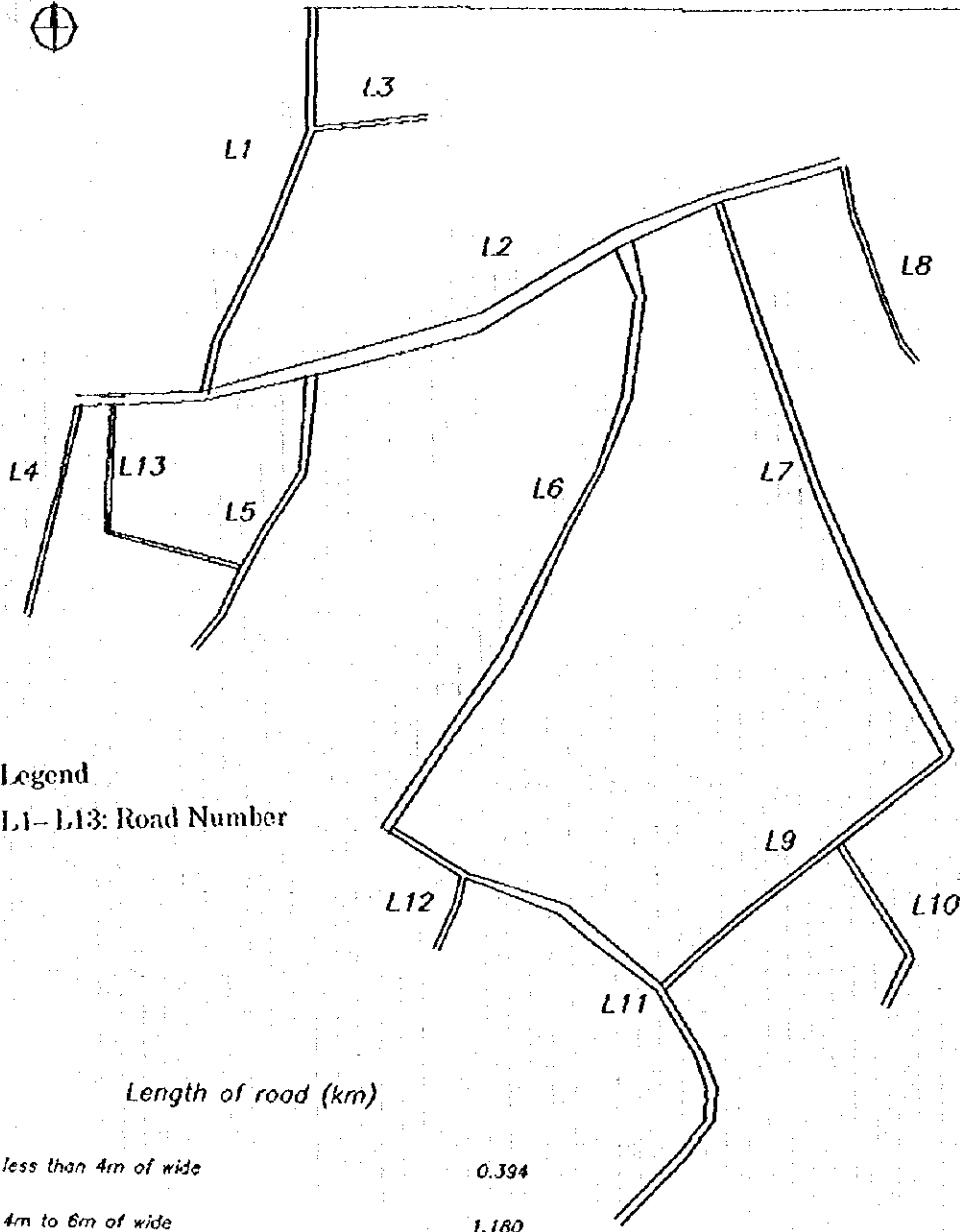 L3
L1
L2
L8
L4
L13
L5
L6
L7
Legend
L1-L13: Road Number
L9
L12
L10
L11
Length of road (km)
less than 4m of wide 0.394
4m to 6m of wide 1.180